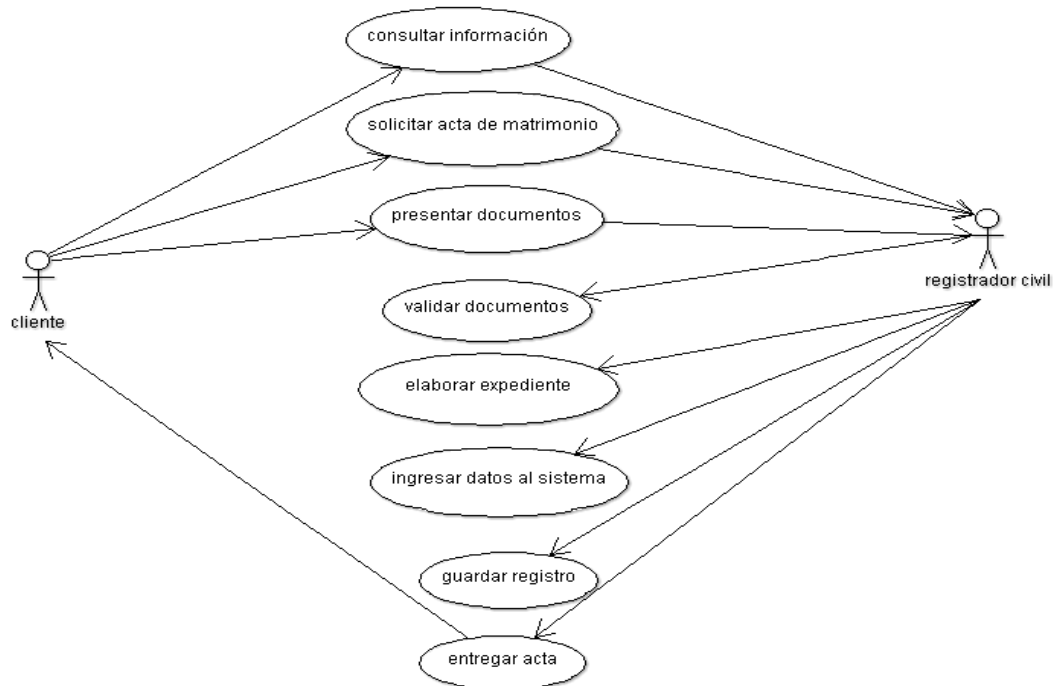 consultar información
solicitar acta de matrimonio
presentar documentos
registrador civil
validar documentos
cliente
elaborar expediente
ingresar datos al sistema
guardar registro
entregar acta